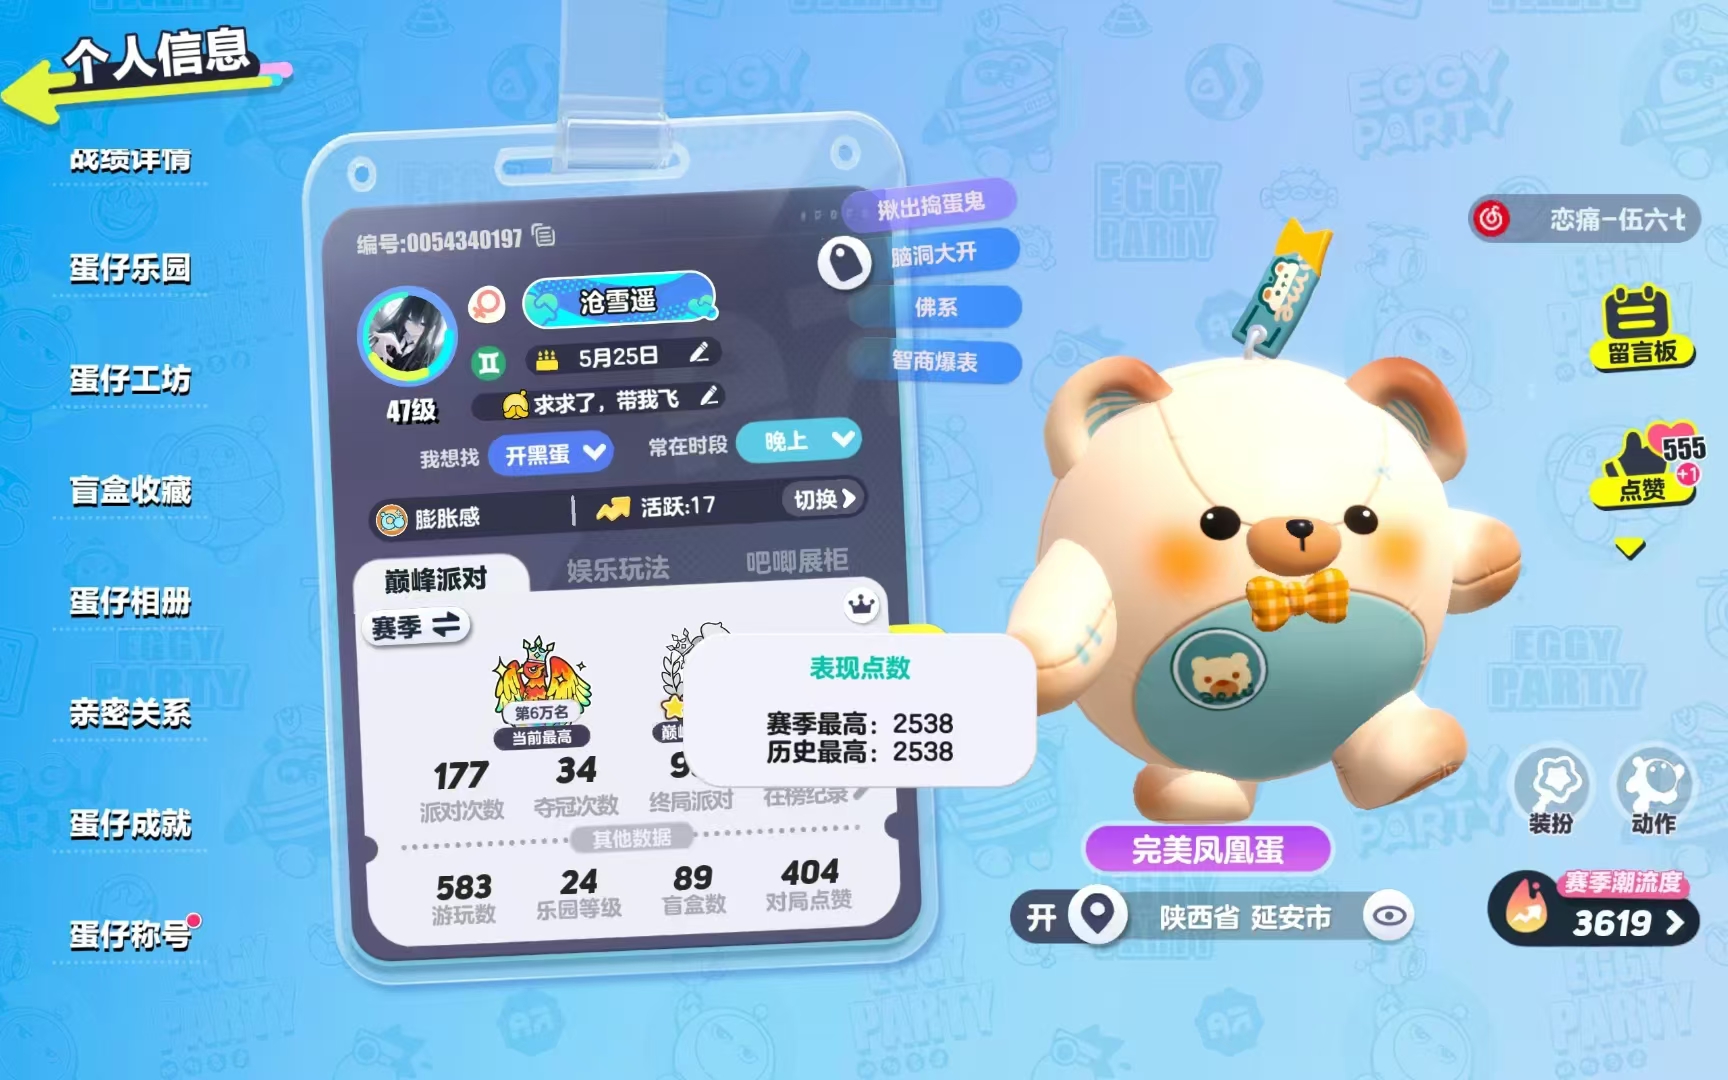 个人信息
战绩详情
蛋仔乐园
蛋仔工坊
盲盒收藏
蛋仔相册
亲密关系
蛋仔成就
蛋仔称号
编号:0054340197
沧雪遥
5月25日
47级
求求了，带我飞
我想找 开黑蛋 常在时段 晚上
膨胀感 活跃:17 切换
巅峰派对 娱乐玩法 吧唧展柜
赛季
第6万名
当前最高
177 34
派对次数 夺冠次数 终局派对 在榜纪录
其他数据
583 24 89 404
游玩数 乐园等级 盲盒数 对局点赞
表现点数
赛季最高：2538
历史最高：2538
揪出捣蛋鬼
脑洞大开
佛系
智商爆表
EGGY PARTY
恋痛-伍六七
留言板
555
+1
点赞
装扮 动作
完美凤凰蛋
开 陕西省 延安市
赛季潮流度
3619